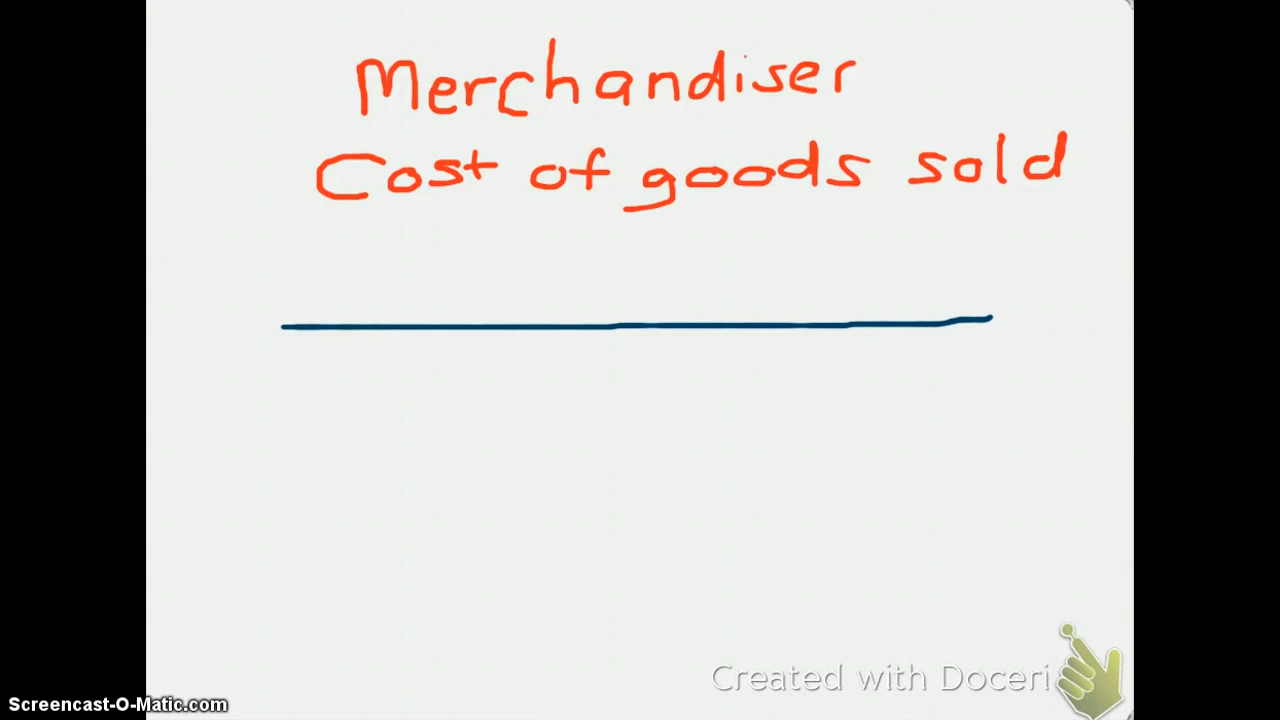 Merchandiser
Cost of goods sold
Created with Doceri
Screencast-O-Matic.com